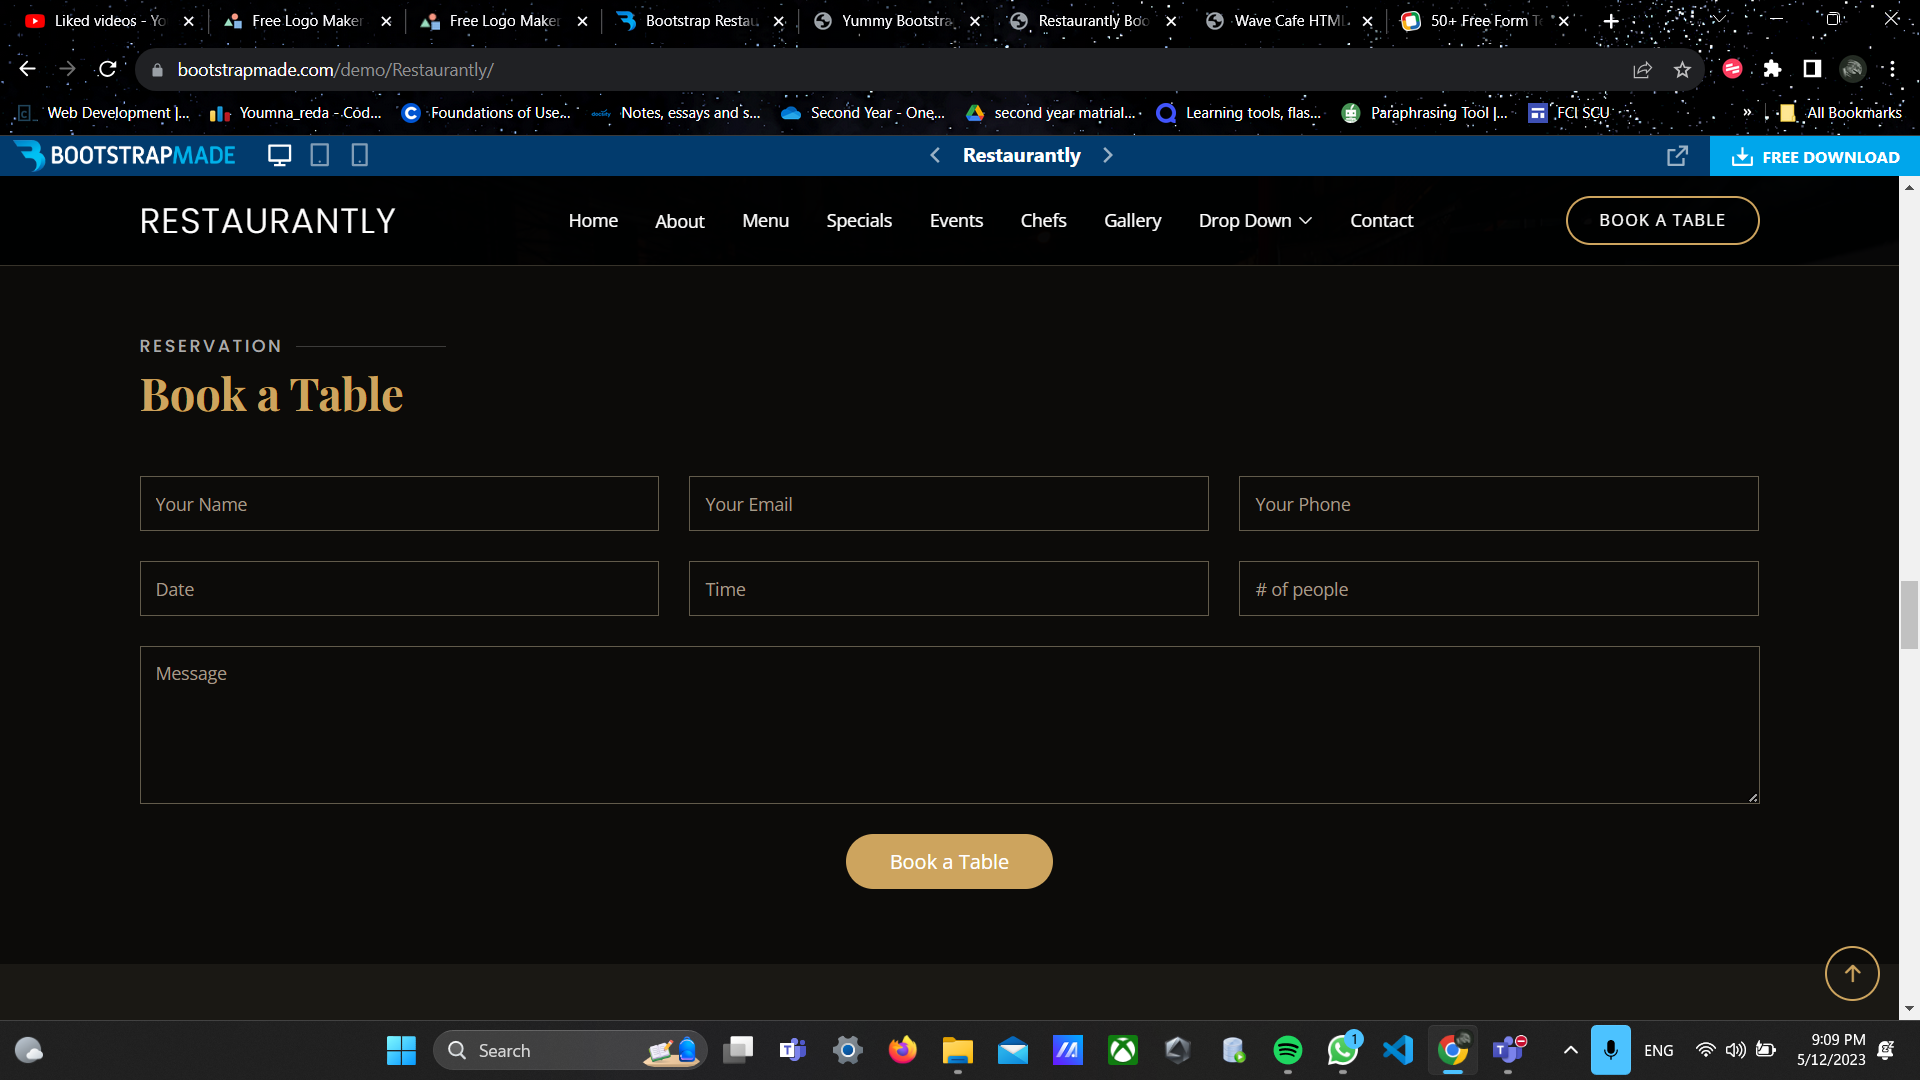 Liked videos - Yo
Free Logo Maker
Free Logo Maker
Bootstrap Restau
Yummy Bootstra
Restaurantly Boo
Wave Cafe HTML
50+ Free Form Te
bootstrapmade.com/demo/Restaurantly/
Web Development |...
Youmna_reda - Cod...
Foundations of Use...
Notes, essays and s...
Second Year - One...
second year matrial...
Learning tools, flas...
Paraphrasing Tool |...
FCI SCU
»
All Bookmarks
BOOTSTRAPMADE
Restaurantly
FREE DOWNLOAD
RESTAURANTLY
Home
About
Menu
Specials
Events
Chefs
Gallery
Drop Down
Contact
BOOK A TABLE
RESERVATION
Book a Table
Your Name
Your Email
Your Phone
Date
Time
# of people
Message
Book a Table
Search
1
ENG
9:09 PM
5/12/2023